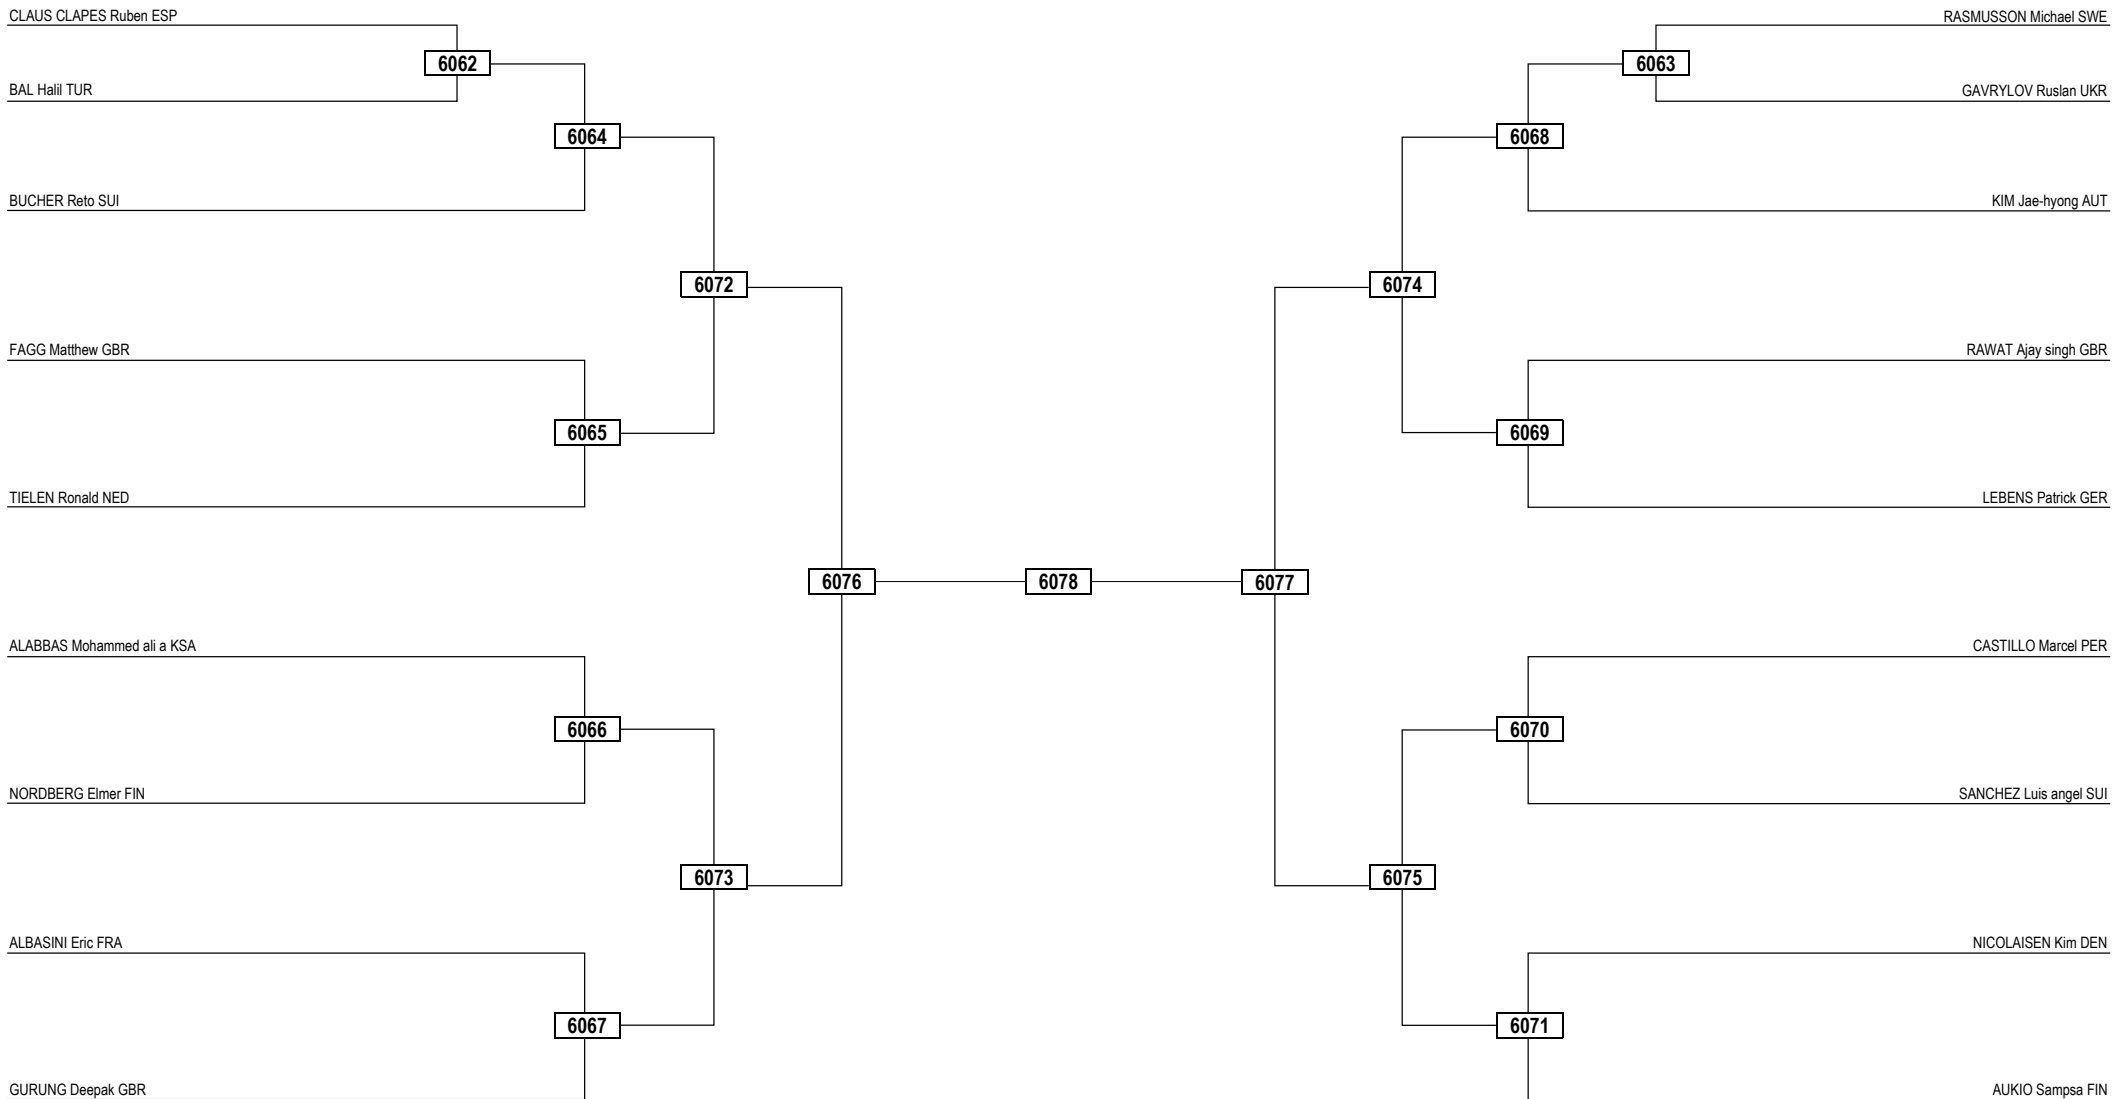 CLAUS CLAPES Ruben ESP
RASMUSSON Michael SWE
6062
6063
BAL Halil TUR
GAVRYLOV Ruslan UKR
6064
6068
BUCHER Reto SUI
KIM Jae-hyong AUT
6072
6074
FAGG Matthew GBR
RAWAT Ajay singh GBR
6065
6069
TIELEN Ronald NED
LEBENS Patrick GER
6076
6078
6077
ALABBAS Mohammed ali a KSA
CASTILLO Marcel PER
6066
6070
NORDBERG Elmer FIN
SANCHEZ Luis angel SUI
6073
6075
ALBASINI Eric FRA
NICOLAISEN Kim DEN
6067
6071
GURUNG Deepak GBR
AUKIO Sampsa FIN